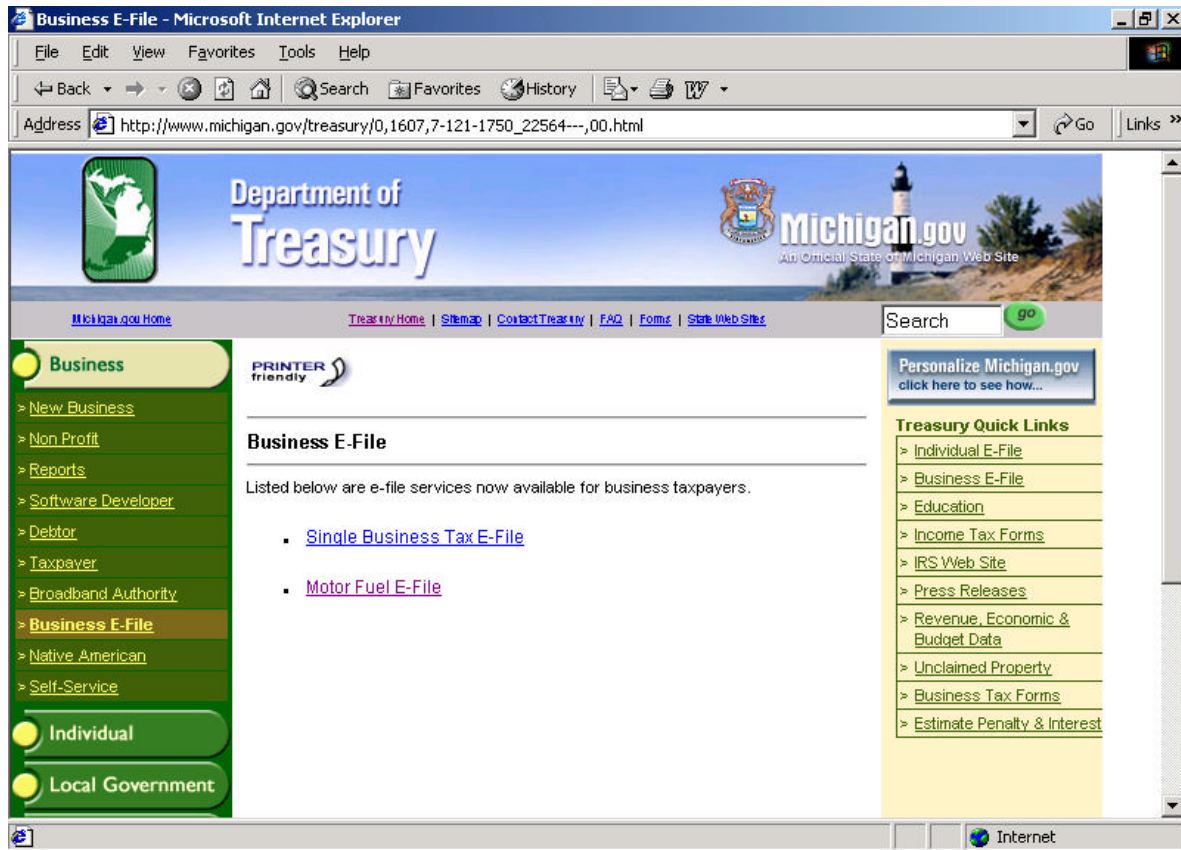 Business E-File - Microsoft Internet Explorer
File Edit View Favorites Tools Help
Back Search Favorites History
Address http://www.michigan.gov/treasury/0,1607,7-121-1750_22564---,00.html Go Links »
Department of
Treasury
Michigan.gov
An Official State of Michigan Web Site
Michigan.gov Home
Treasury Home | Sitemap | Contact Treasury | FAQ | Forms | State Web Sites
Search go
Business
> New Business
> Non Profit
> Reports
> Software Developer
> Debtor
> Taxpayer
> Broadband Authority
> Business E-File
> Native American
> Self-Service
Individual
Local Government
PRINTER
friendly
Business E-File
Listed below are e-file services now available for business taxpayers.
Single Business Tax E-File
Motor Fuel E-File
Personalize Michigan.gov
click here to see how...
Treasury Quick Links
> Individual E-File
> Business E-File
> Education
> Income Tax Forms
> IRS Web Site
> Press Releases
> Revenue, Economic &
Budget Data
> Unclaimed Property
> Business Tax Forms
> Estimate Penalty & Interest
Internet